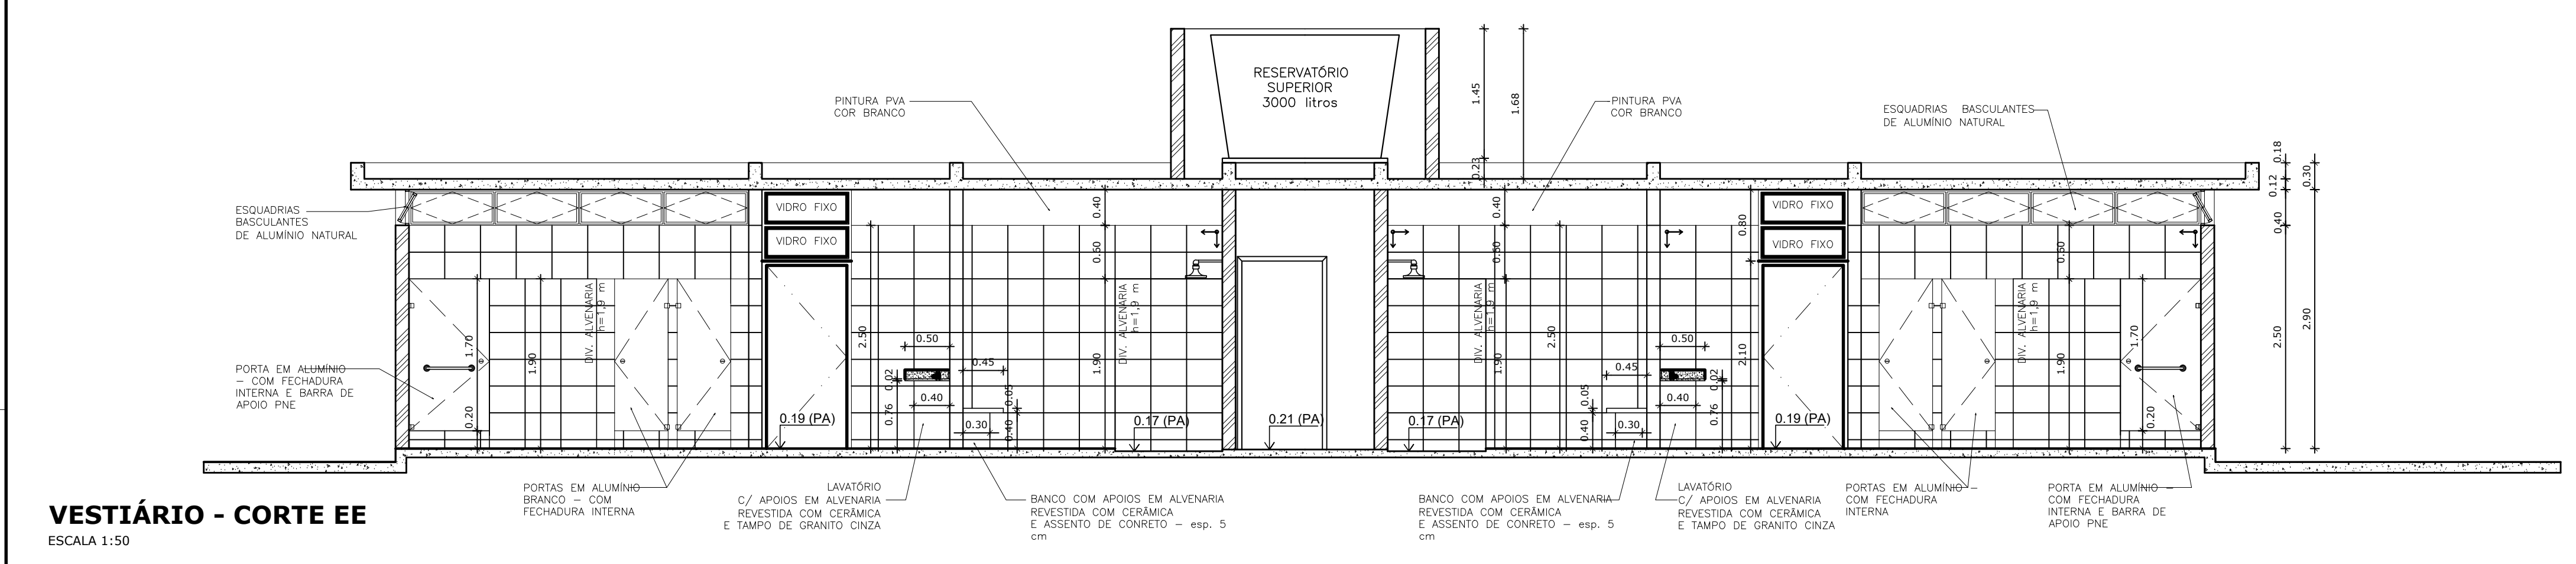 RESERVATÓRIO
SUPERIOR
3000 litros
1.45
1.68
0.23
PINTURA PVA
COR BRANCO
PINTURA PVA
COR BRANCO
ESQUADRIAS BASCULANTES
DE ALUMÍNIO NATURAL
0.18
0.12
0.30
0.40
2.50
2.90
ESQUADRIAS
BASCULANTES
DE ALUMÍNIO NATURAL
VIDRO FIXO
VIDRO FIXO
VIDRO FIXO
VIDRO FIXO
0.40
0.60
0.40
0.60
0.80
0.60
DIV. ALVENARIA
h=1,9 m
DIV. ALVENARIA
h=1,9 m
DIV. ALVENARIA
h=1,9 m
DIV. ALVENARIA
h=1,9 m
1.70
1.90
2.50
0.50
0.45
1.90
1.90
2.50
0.45
0.50
2.10
1.90
1.70
PORTA EM ALUMÍNIO
– COM FECHADURA
INTERNA E BARRA DE
APOIO PNE
0.20
0.19 (PA)
0.02
0.76
0.40
0.30
0.05
0.40
0.17 (PA)
0.21 (PA)
0.17 (PA)
0.05
0.40
0.30
0.40
0.02
0.76
0.19 (PA)
0.20
PORTAS EM ALUMÍNIO
BRANCO – COM
FECHADURA INTERNA
LAVATÓRIO
C/ APOIOS EM ALVENARIA
REVESTIDA COM CERÂMICA
E TAMPO DE GRANITO CINZA
BANCO COM APOIOS EM ALVENARIA
REVESTIDA COM CERÂMICA
E ASSENTO DE CONRETO – esp. 5
cm
BANCO COM APOIOS EM ALVENARIA
REVESTIDA COM CERÂMICA
E ASSENTO DE CONRETO – esp. 5
cm
LAVATÓRIO
C/ APOIOS EM ALVENARIA
REVESTIDA COM CERÂMICA
E TAMPO DE GRANITO CINZA
PORTAS EM ALUMÍNIO –
COM FECHADURA
INTERNA
PORTA EM ALUMÍNIO –
COM FECHADURA
INTERNA E BARRA DE
APOIO PNE
VESTIÁRIO - CORTE EE
ESCALA 1:50